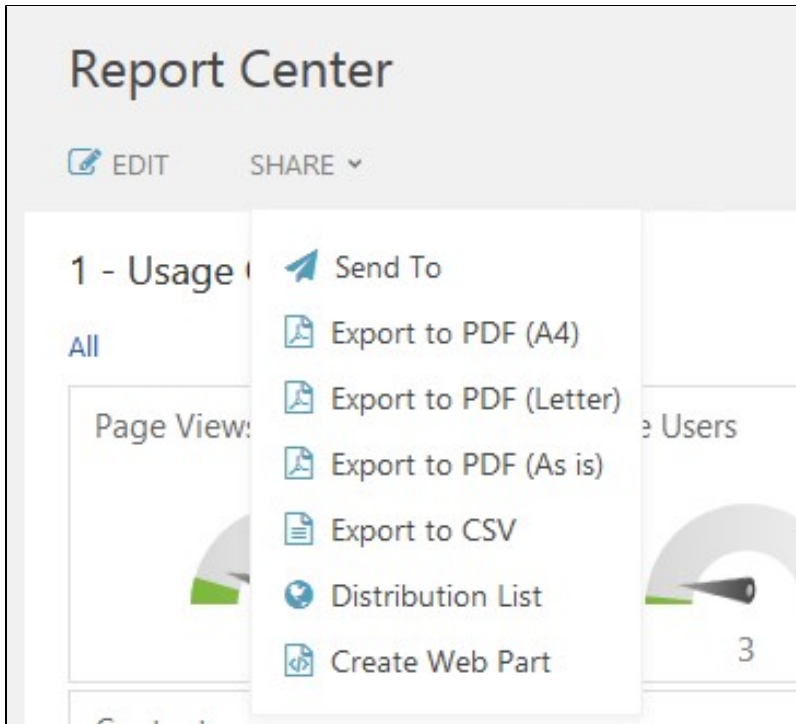 Report Center
EDIT SHARE
1 - Usage
All
Page Views
Users
3
Send To
Export to PDF (A4)
Export to PDF (Letter)
Export to PDF (As is)
Export to CSV
Distribution List
Create Web Part